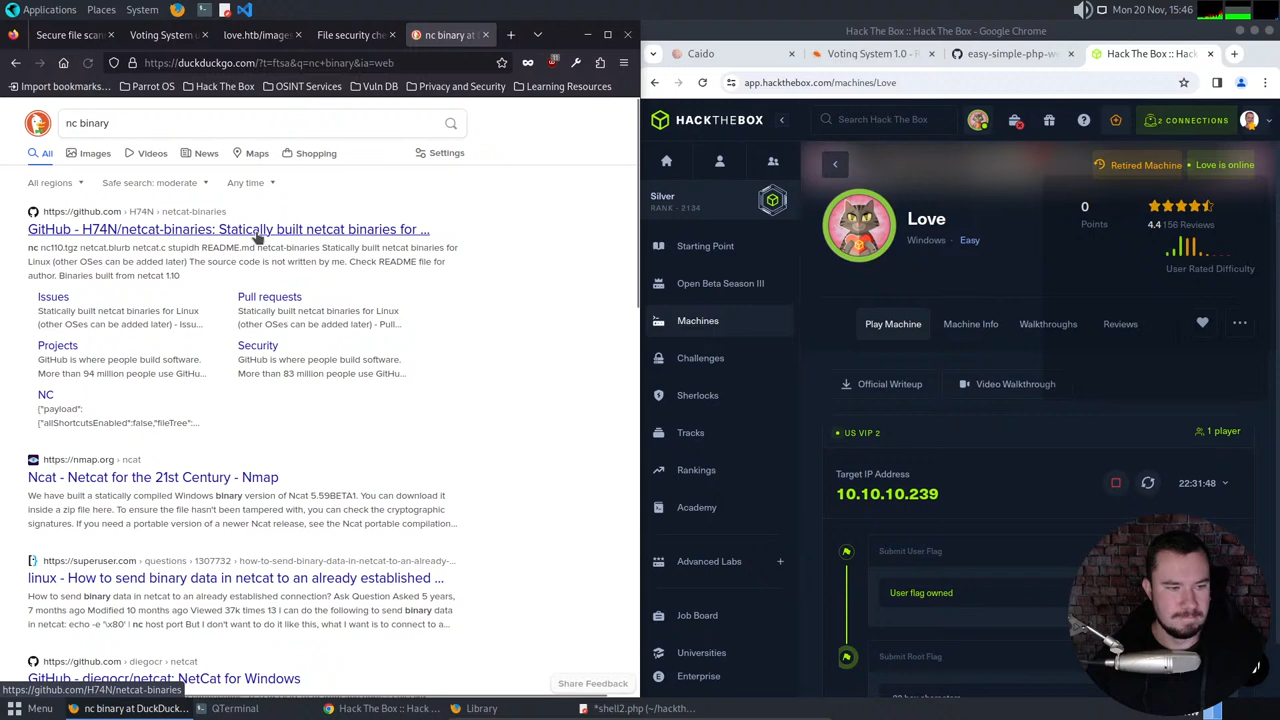 Applications Places System Mon 20 Nov, 15:46
Secure file scan
Voting System u
love.htb/images
File security che
nc binary at
https://duckduckgo.com/?t=ftsa&q=nc+binary&ia=web
Import bookmarks... Parrot OS Hack The Box OSINT Services Vuln DB Privacy and Security Learning Resources
nc binary
All Images Videos News Maps Shopping Settings
All regions Safe search: moderate Any time
https://github.com › H74N › netcat-binaries
GitHub - H74N/netcat-binaries: Statically built netcat binaries for ...
nc nc110.tgz netcat.blurb netcat.c stupidh README.md netcat-binaries Statically built netcat binaries for
Linux (other OSes can be added later) The source code is not written by me. Check README file for
author. Binaries built from netcat 1.10
Issues
Statically built netcat binaries for
Linux (other OSes can be added later) - Issu...
Pull requests
Statically built netcat binaries for
Linux (other OSes can be added later) - Pull...
Projects
GitHub is where people build software.
More than 94 million people use GitHu...
Security
GitHub is where people build software.
More than 83 million people use GitHu...
NC
{"payload":
{"allShortcutsEnabled":false,"fileTree":...
https://nmap.org › ncat
Ncat - Netcat for the 21st Century - Nmap
We have built a statically compiled Windows binary version of Ncat 5.59BETA1. You can download it
inside a zip file here. To ensure the file hasn't been tampered with, you can check the cryptographic
signatures. If you need a portable version of a newer Ncat release, see the Ncat portable compilation...
https://superuser.com › questions › 1307732 › how-to-send-binary-data-in-netcat-to-an-already-...
linux - How to send binary data in netcat to an already established ...
How to send binary data in netcat to an already established connection? Ask Question Asked 5 years,
7 months ago Modified 10 months ago Viewed 37k times 13 I can do the following to send binary data
in netcat: echo -e '\x80' | nc host port But I don't want to do it like this, what I want is to connect to a...
https://github.com › diegocr › netcat
GitHub - diegocr/netcat: NetCat for Windows
Share Feedback
https://github.com/H74N/netcat-binaries
Hack The Box :: Hack The Box - Google Chrome
Caido
Voting System 1.0 - R
easy-simple-php-w
Hack The Box :: Hack
app.hackthebox.com/machines/Love
HACKTHEBOX
Search Hack The Box
2 CONNECTIONS
Silver
RANK - 2134
Starting Point
Open Beta Season III
Machines
Challenges
Sherlocks
Tracks
Rankings
Academy
Advanced Labs
Job Board
Universities
Enterprise
Retired Machine
Love is online
Love
Windows · Easy
0
Points
4.4 156 Reviews
User Rated Difficulty
Play Machine Machine Info Walkthroughs Reviews
Official Writeup Video Walkthrough
US VIP 2
1 player
Target IP Address
10.10.10.239
22:31:48
Submit User Flag
User flag owned
Submit Root Flag
Menu
nc binary at DuckDuc...
QTerminal
Hack The Box :: Hack ...
Library
*shell2.php (~/hackth...